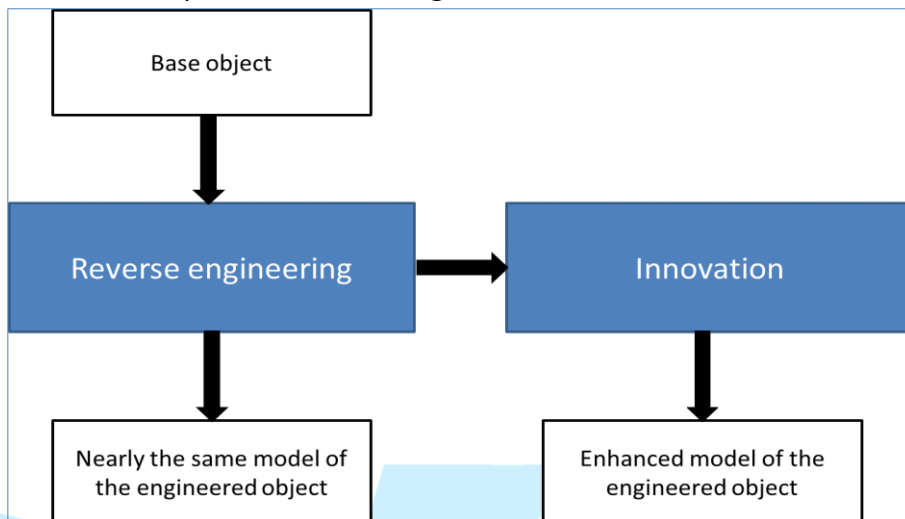 Base object
Reverse engineering
Innovation
Nearly the same model of
the engineered object
Enhanced model of the
engineered object